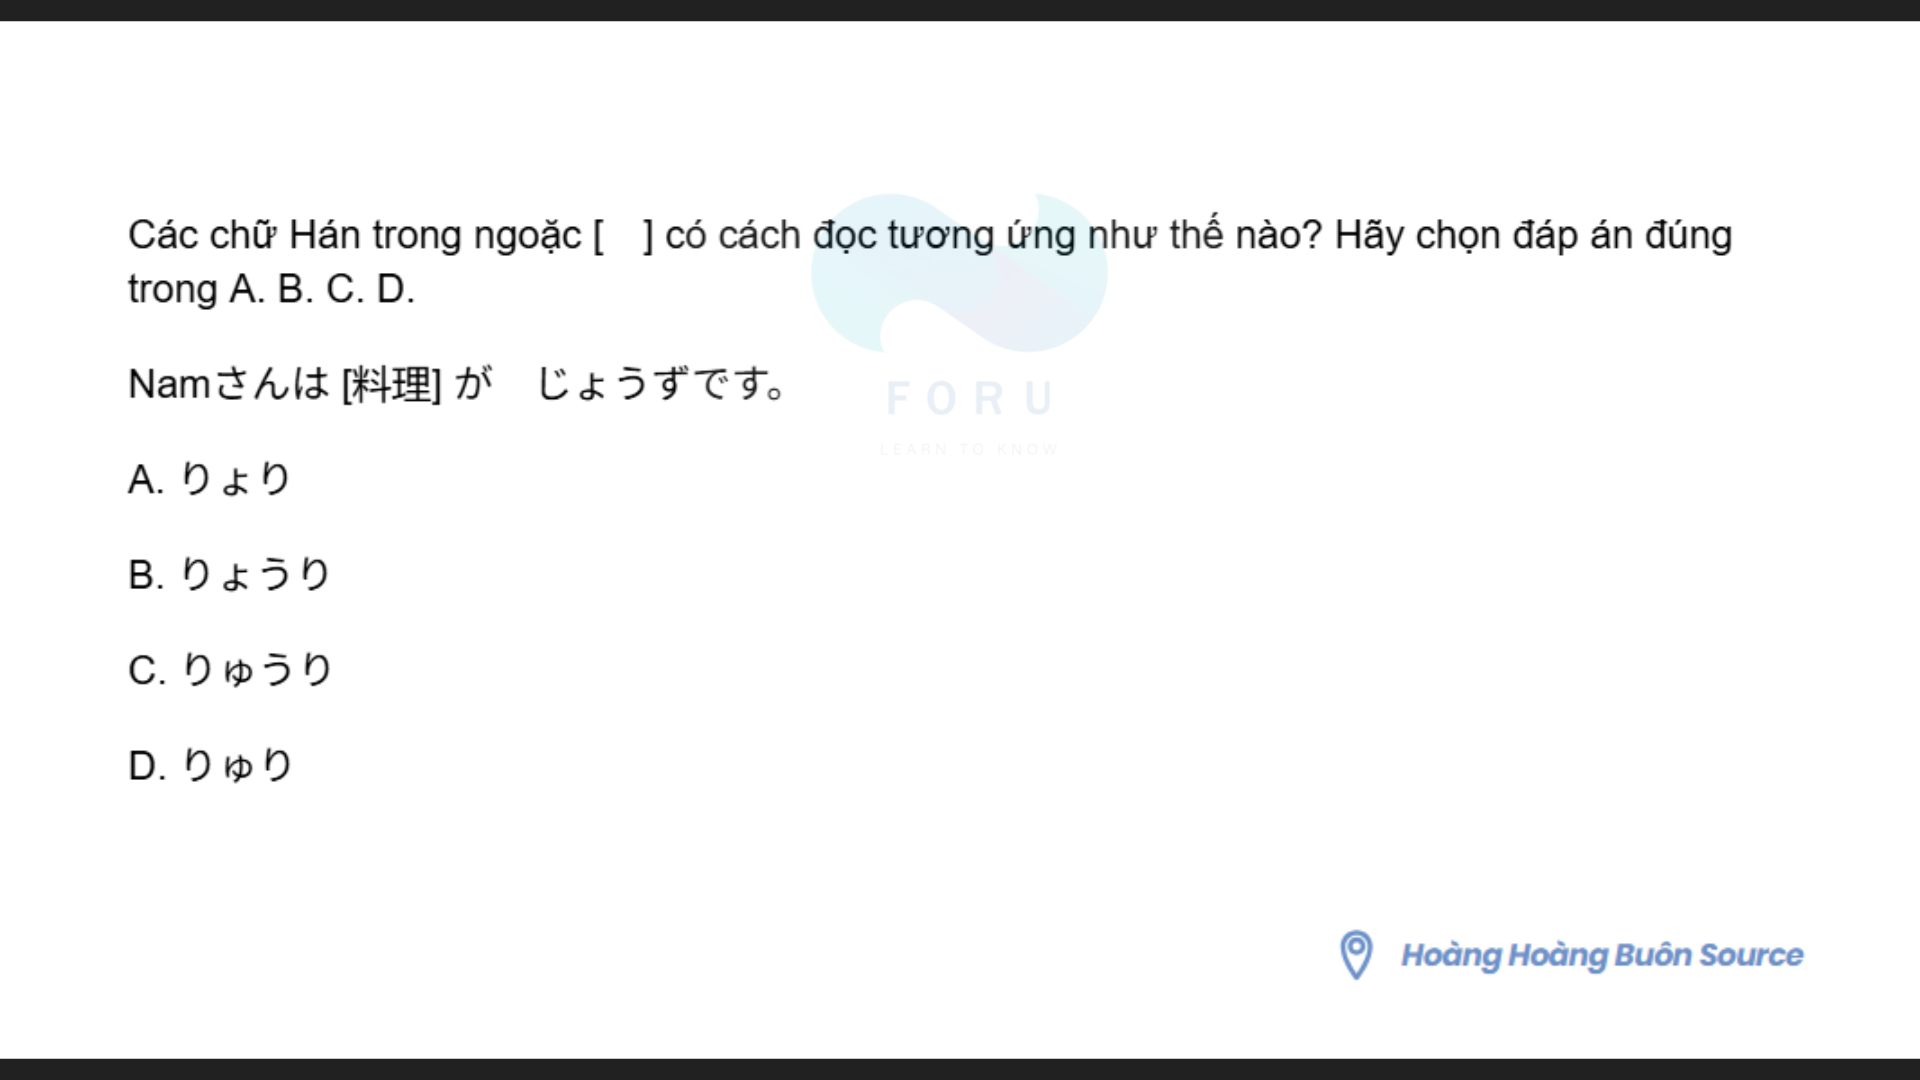 Các chữ Hán trong ngoặc [　] có cách đọc tương ứng như thế nào? Hãy chọn đáp án đúng
trong A. B. C. D.
Namさんは [料理] が　じょうずです。
FORU
LEARN TO KNOW
A. りょり
B. りょうり
C. りゅうり
D. りゅり
Hoàng Hoàng Buôn Source